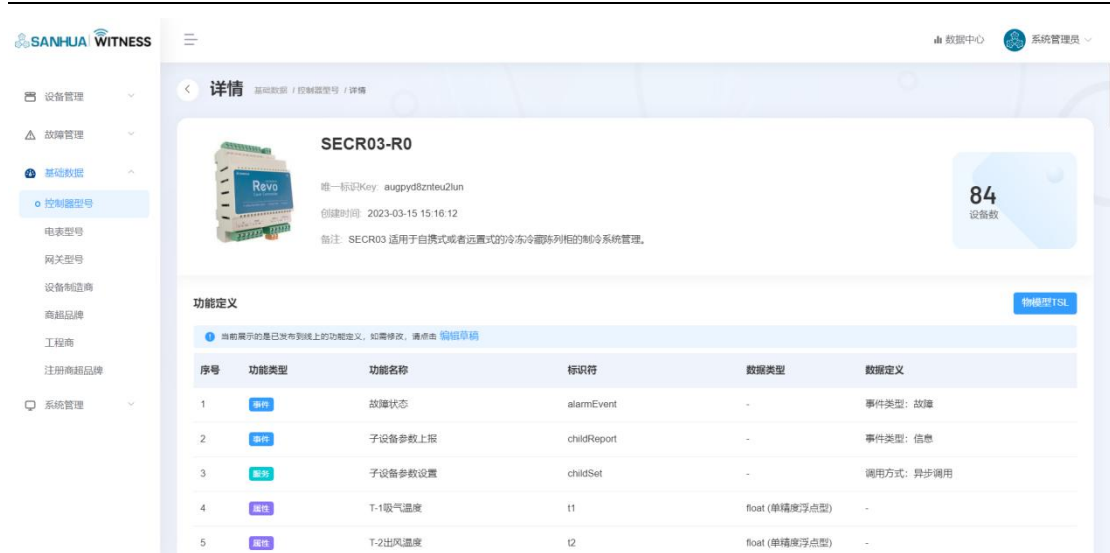 SANHUA WITNESS
数据中心
系统管理员
设备管理
故障管理
基础数据
控制器型号
电表型号
网关型号
设备制造商
商超品牌
工程商
注册商超品牌
系统管理
详情 基础数据 / 控制器型号 / 详情
Revo
SECR03-R0
唯一标识Key: augpyd8znteu2lun
创建时间: 2023-03-15 15:16:12
备注: SECR03 适用于自携式或者远置式的冷冻冷藏陈列柜的制冷系统管理。
84
设备数
功能定义
物模型TSL
当前展示的是已发布到线上的功能定义，如需修改，请点击 编辑草稿
序号 功能类型 功能名称 标识符 数据类型 数据定义
1 事件 故障状态 alarmEvent - 事件类型：故障
2 事件 子设备参数上报 childReport - 事件类型：信息
3 服务 子设备参数设置 childSet - 调用方式：异步调用
4 属性 T-1吸气温度 t1 float (单精度浮点型) -
5 属性 T-2出风温度 t2 float (单精度浮点型) -